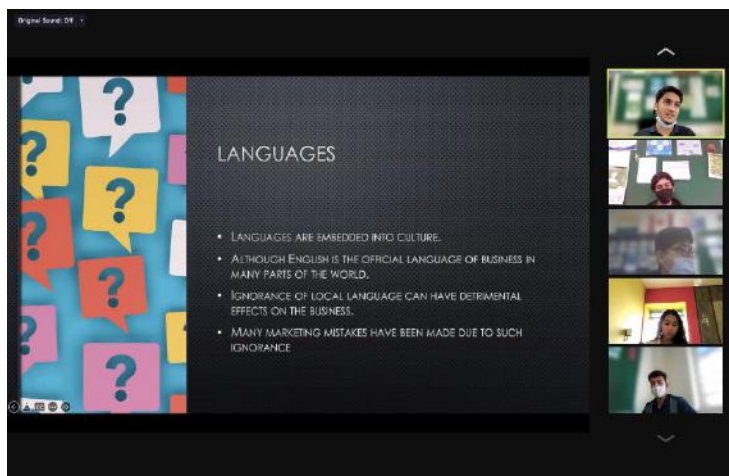 Original Sound: Off
?
?
?
?
?
?
?
?
LANGUAGES
• LANGUAGES ARE EMBEDDED INTO CULTURE.
• ALTHOUGH ENGLISH IS THE OFFICIAL LANGUAGE OF BUSINESS IN
MANY PARTS OF THE WORLD.
• IGNORANCE OF LOCAL LANGUAGE CAN HAVE DETRIMENTAL
EFFECTS ON THE BUSINESS.
• MANY MARKETING MISTAKES HAVE BEEN MADE DUE TO SUCH
IGNORANCE